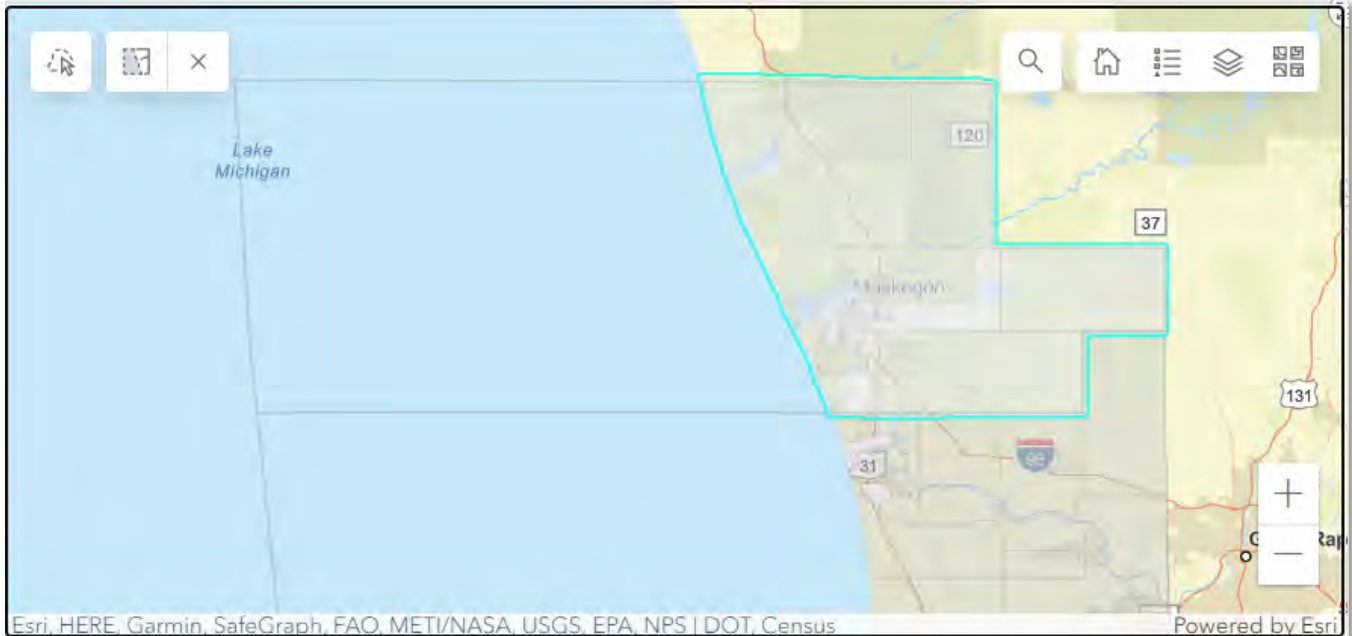 Lake
Michigan
120
37
Muskegon
131
31
96
Esri, HERE, Garmin, SafeGraph, FAO, METI/NASA, USGS, EPA, NPS | DOT, Census
Powered by Esri